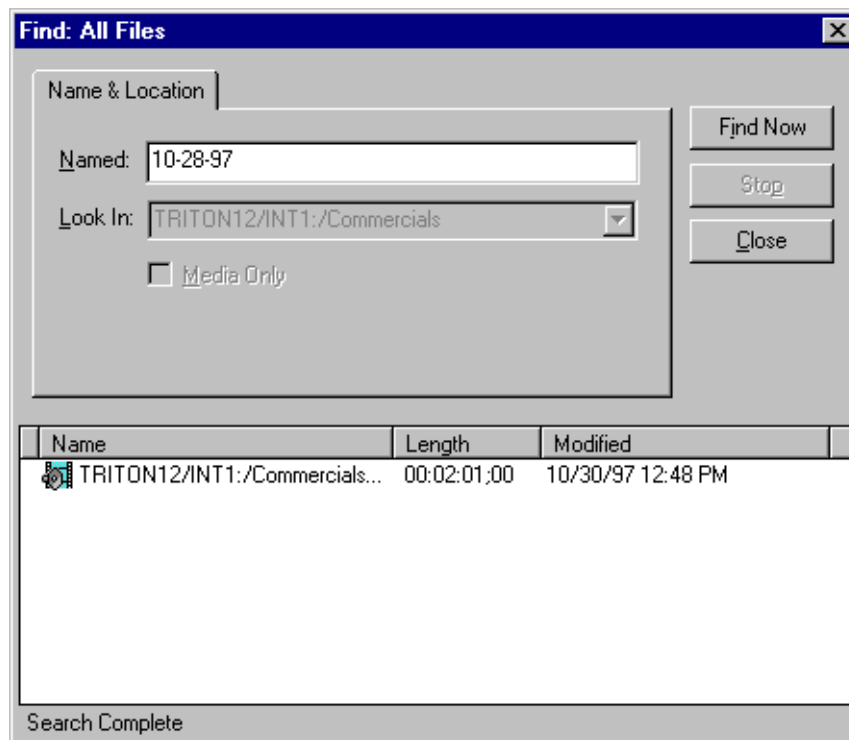 Find: All Files
Name & Location
Named: 10-28-97
Find Now
Look In: TRITON12/INT1:/Commercials
Stop
Media Only
Close
Name Length Modified
TRITON12/INT1:/Commercials... 00:02:01;00 10/30/97 12:48 PM
Search Complete